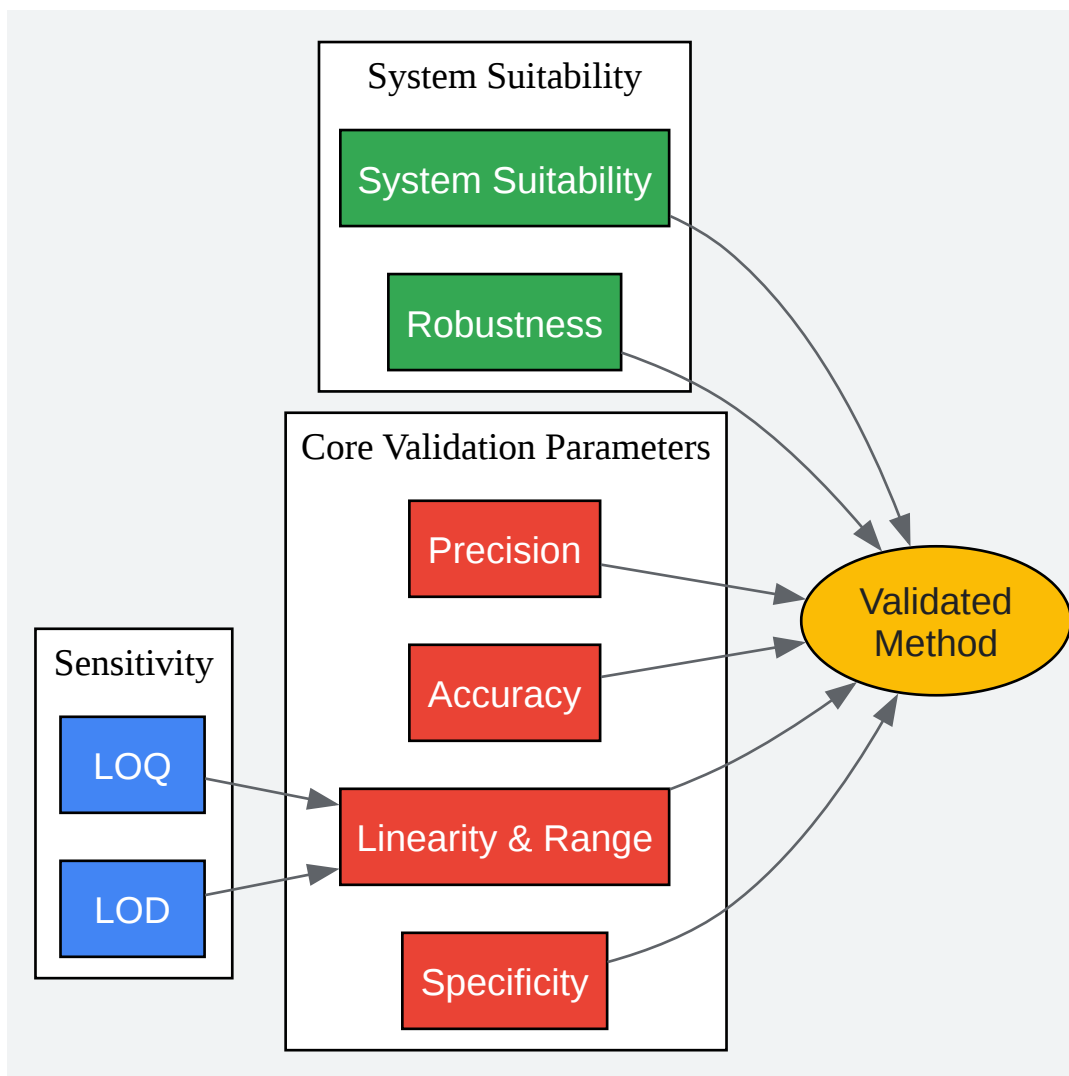 System Suitability
System Suitability
Robustness
Core Validation Parameters
Precision
Accuracy
Linearity & Range
Specificity
Sensitivity
LOQ
LOD
Validated
Method